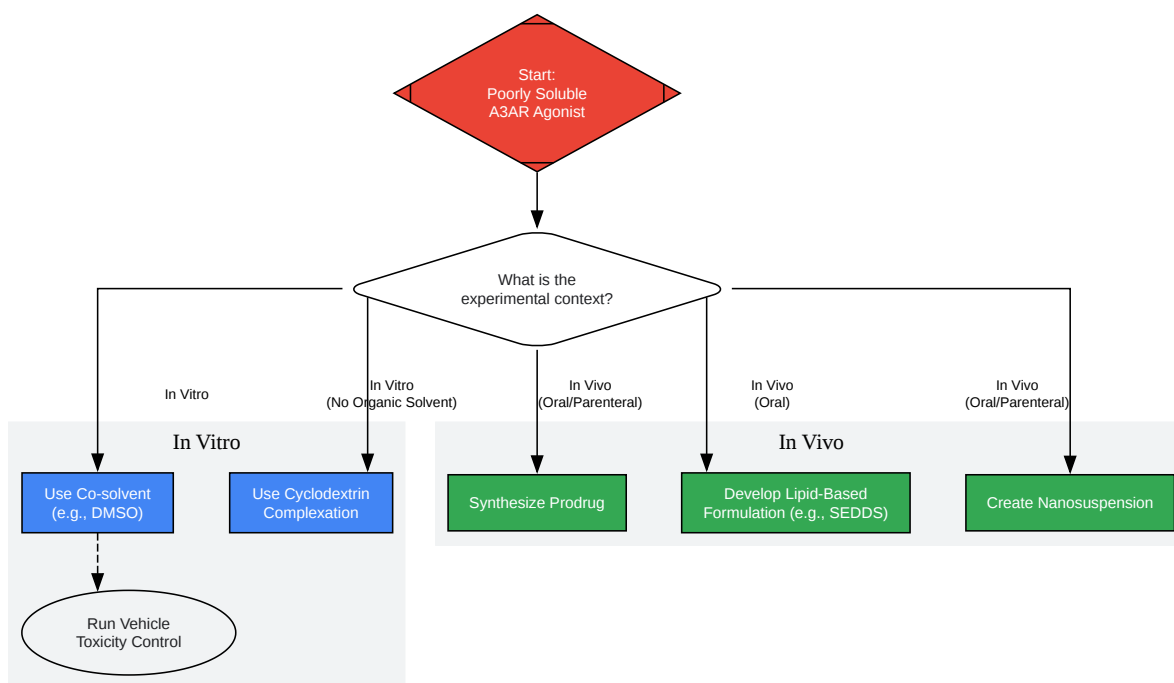 Start:
Poorly Soluble
A3AR Agonist
What is the
experimental context?
In Vitro
In Vitro
(No Organic Solvent)
In Vivo
(Oral/Parenteral)
In Vivo
(Oral)
In Vivo
(Oral/Parenteral)
In Vitro
In Vivo
Use Co-solvent
(e.g., DMSO)
Use Cyclodextrin
Complexation
Synthesize Prodrug
Develop Lipid-Based
Formulation (e.g., SEDDS)
Create Nanosuspension
Run Vehicle
Toxicity Control